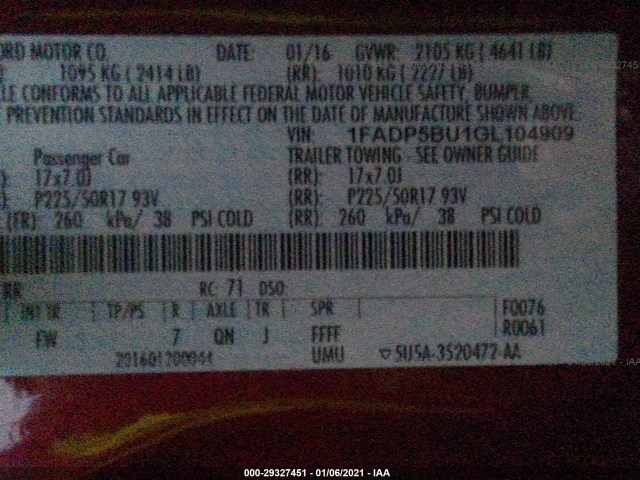 ORD MOTOR CO. DATE: 01/16 GVWR: 2105 KG ( 4641 LB)
): 1095 KG ( 2414 LB) (RR): 1010 KG ( 2227 LB)
LE CONFORMS TO ALL APPLICABLE FEDERAL MOTOR VEHICLE SAFETY, BUMPER,
PREVENTION STANDARDS IN EFFECT ON THE DATE OF MANUFACTURE SHOWN ABOVE.
VIN: 1FADP5BU1GL104909
Passenger Car TRAILER TOWING - SEE OWNER GUIDE
): 17x7.0J (RR): 17x7.0J
): P225/50R17 93V (RR): P225/50R17 93V
(FR): 260 kPa/ 38 PSI COLD (RR): 260 kPa/ 38 PSI COLD
RR RC: 71 DSO:
INT TR TP/PS R AXLE TR SPR F0076
R0061
FW 7 QN J FFFF
201601200044 UMU 5U5A-3520472-AA
000-29327451 - 01/06/2021 - IAA